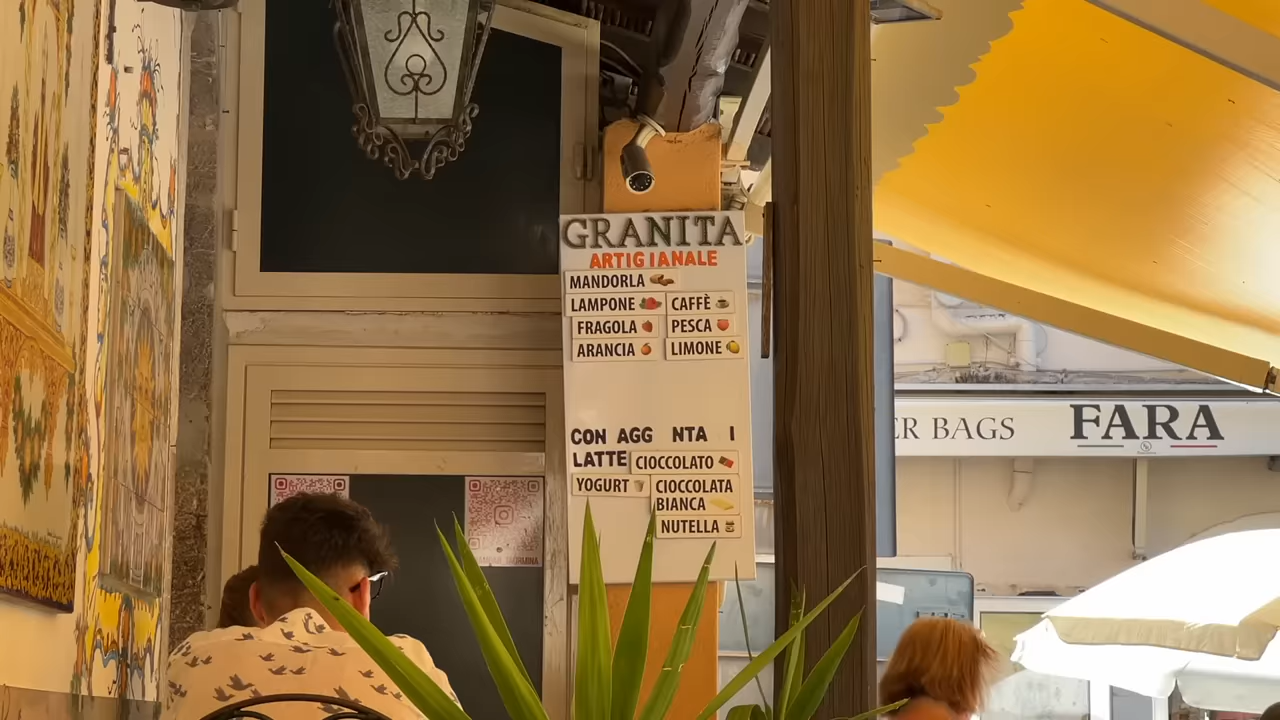 GRANITA
ARTIGIANALE
MANDORLA
LAMPONE CAFFÈ
FRAGOLA PESCA
ARANCIA LIMONE
CON AGG NTA I
LATTE CIOCCOLATO
YOGURT CIOCCOLATA
BIANCA
NUTELLA
ER BAGS FARA